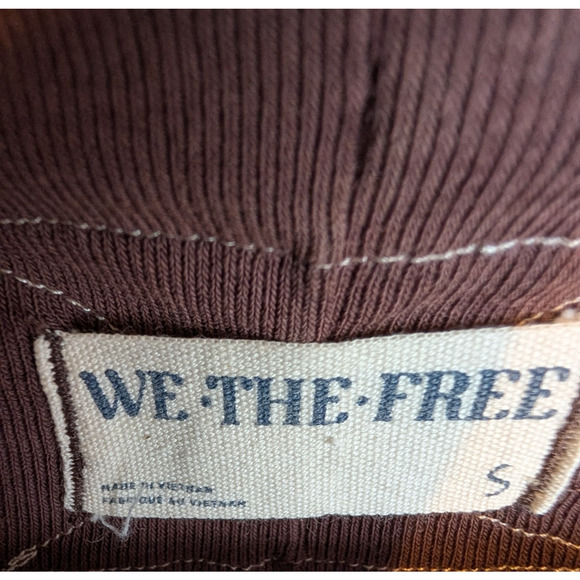 WE·THE·FREE
S
MADE IN VIETNAM
FABRIQUÉ AU VIETNAM